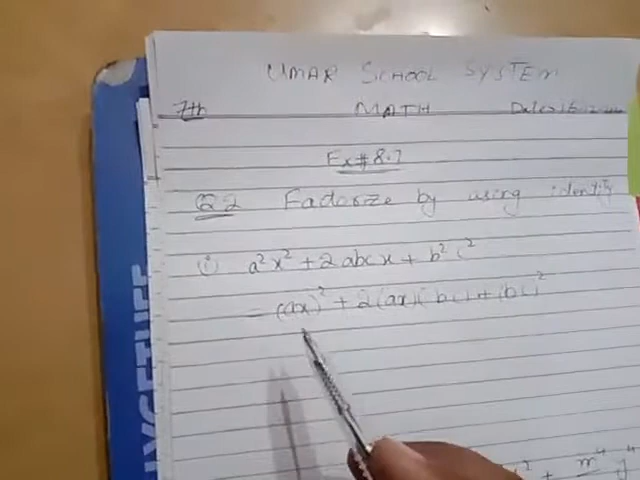 UMAR SCHOOL SYSTEM
7th MATH
Ex# 8.7
Q2 Factorize by using identity
(i) a²x² + 2abcx + b²c²
= (ax)² + 2(ax)(bc) + (bc)²